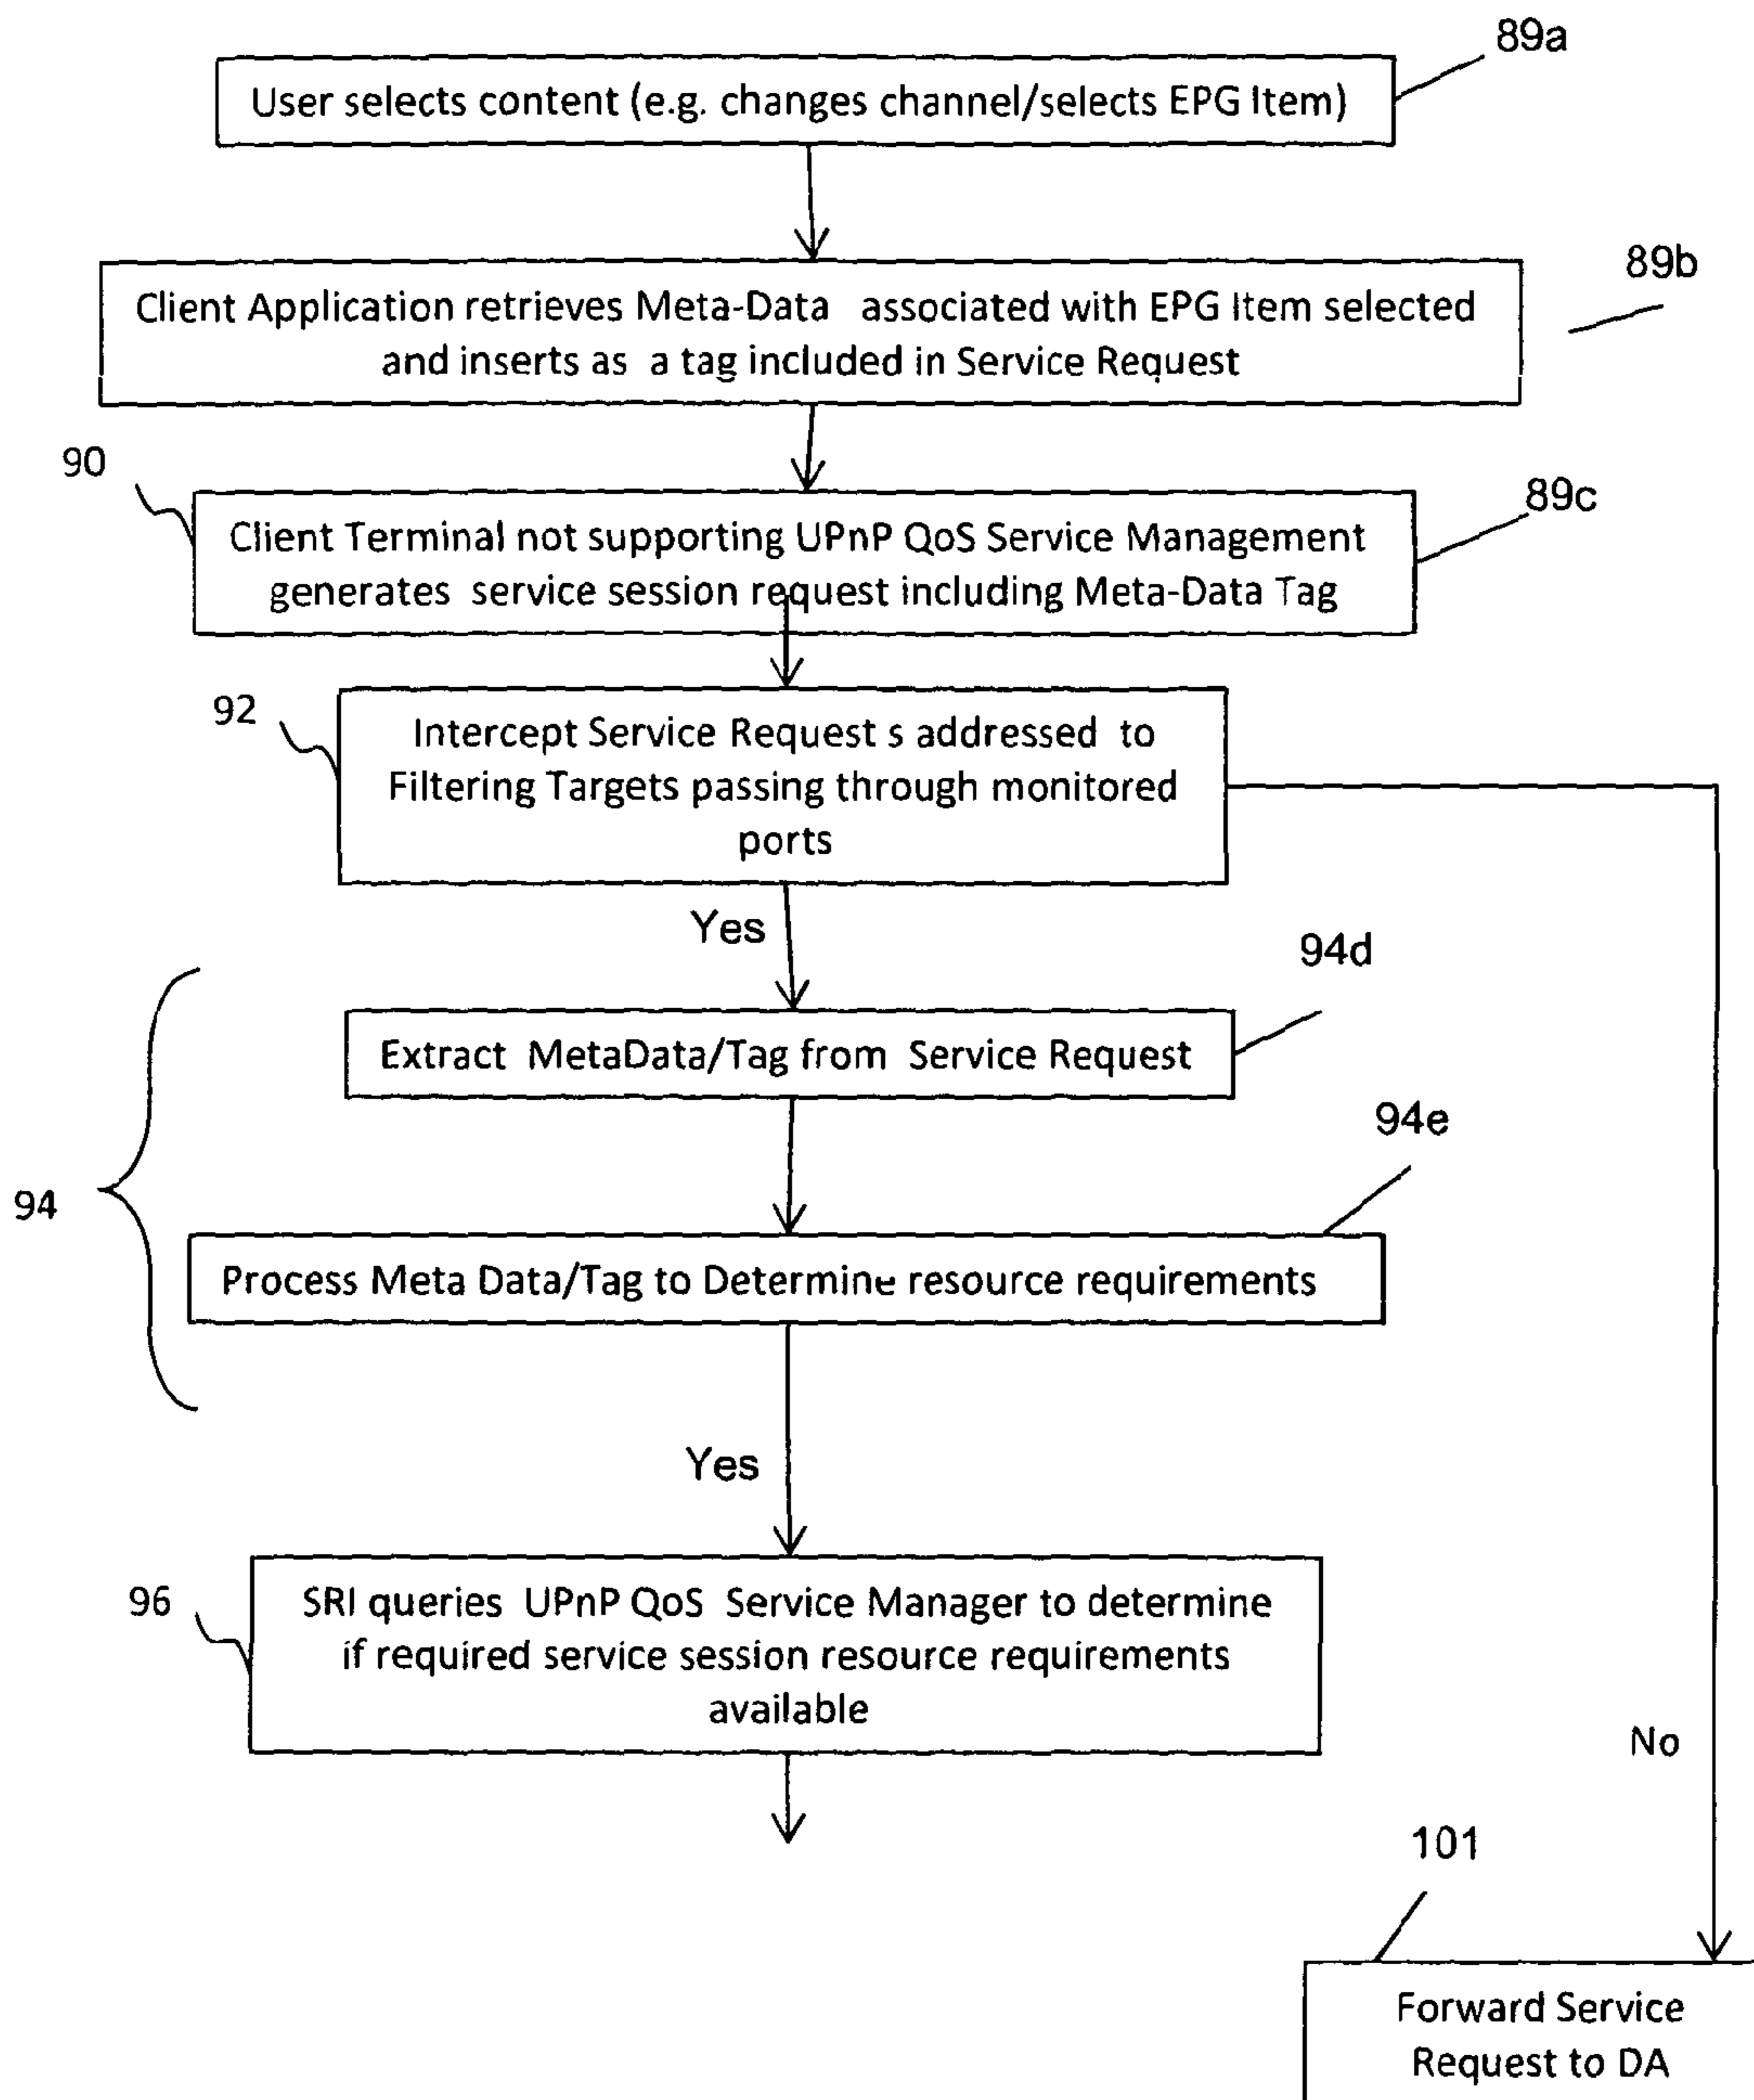 89a
User selects content (e.g. changes channel/selects EPG Item)
89b
Client Application retrieves Meta-Data associated with EPG Item selected
and inserts as a tag included in Service Request
90
89c
Client Terminal not supporting UPnP QoS Service Management
generates service session request including Meta-Data Tag
92
Intercept Service Request s addressed to
Filtering Targets passing through monitored
ports
Yes
94d
Extract MetaData/Tag from Service Request
94e
94
Process Meta Data/Tag to Determine resource requirements
Yes
96
SRI queries UPnP QoS Service Manager to determine
if required service session resource requirements
available
No
101
Forward Service
Request to DA